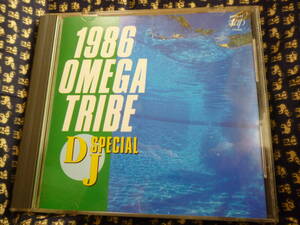 1986
OMEGA
TRIBE
DJ SPECIAL